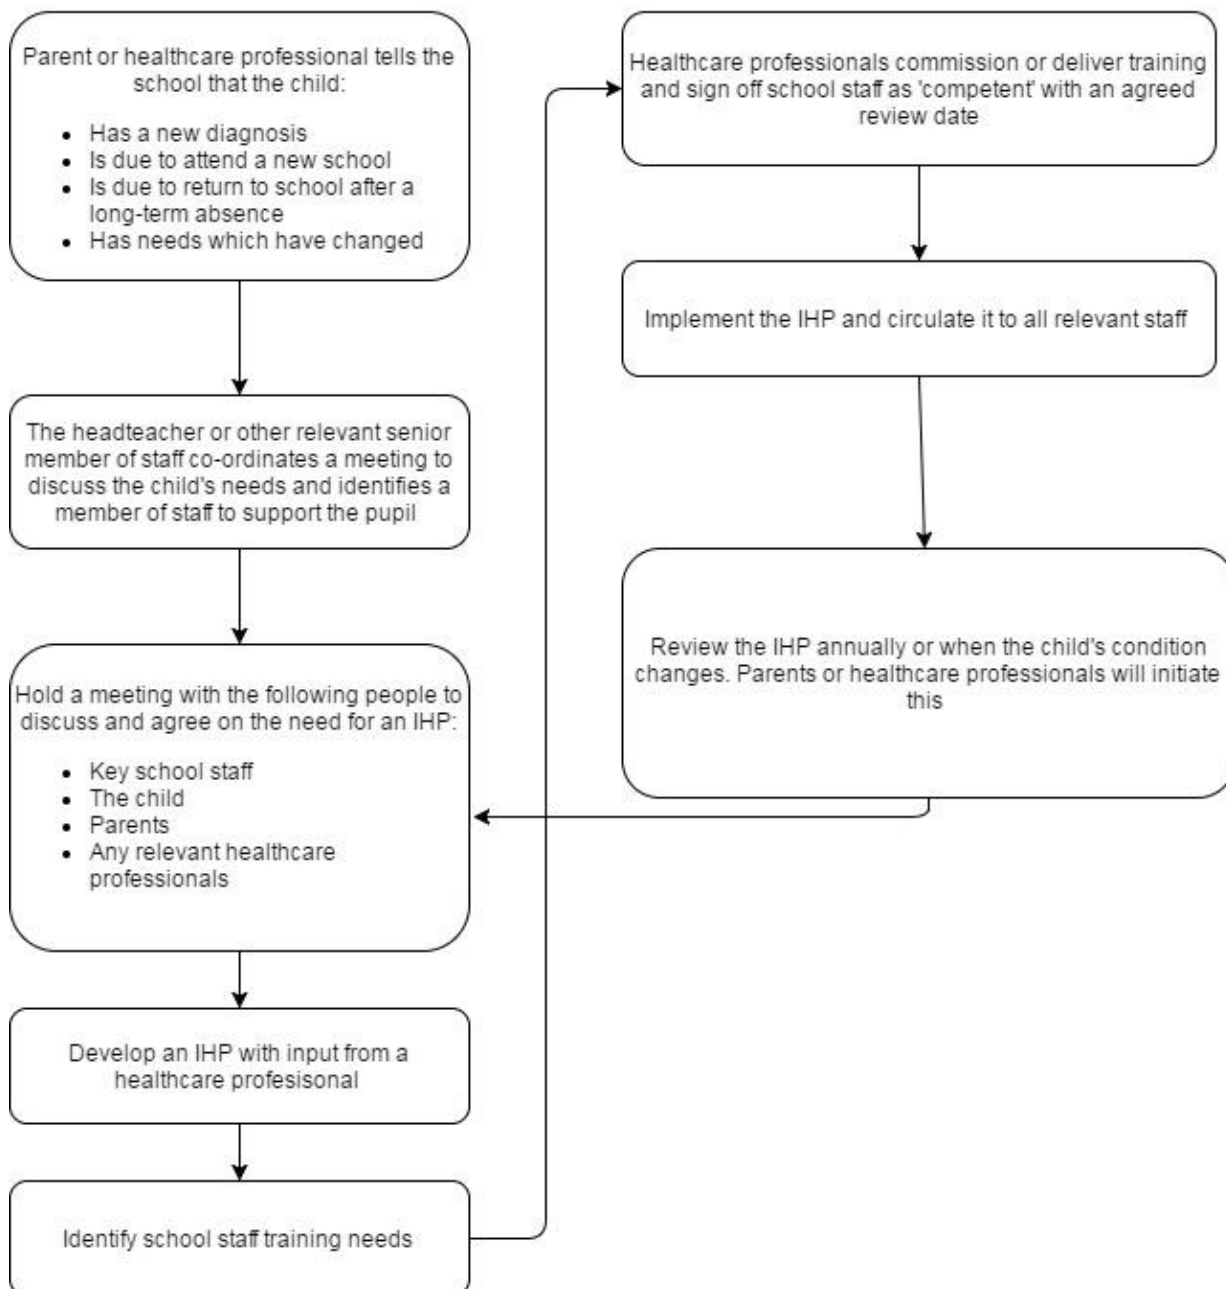 Parent or healthcare professional tells the
school that the child:
• Has a new diagnosis
• Is due to attend a new school
• Is due to return to school after a
long-term absence
• Has needs which have changed
The headteacher or other relevant senior
member of staff co-ordinates a meeting to
discuss the child's needs and identifies a
member of staff to support the pupil
Hold a meeting with the following people to
discuss and agree on the need for an IHP:
• Key school staff
• The child
• Parents
• Any relevant healthcare
professionals
Develop an IHP with input from a
healthcare profesisonal
Identify school staff training needs
Healthcare professionals commission or deliver training
and sign off school staff as 'competent' with an agreed
review date
Implement the IHP and circulate it to all relevant staff
Review the IHP annually or when the child's condition
changes. Parents or healthcare professionals will initiate
this